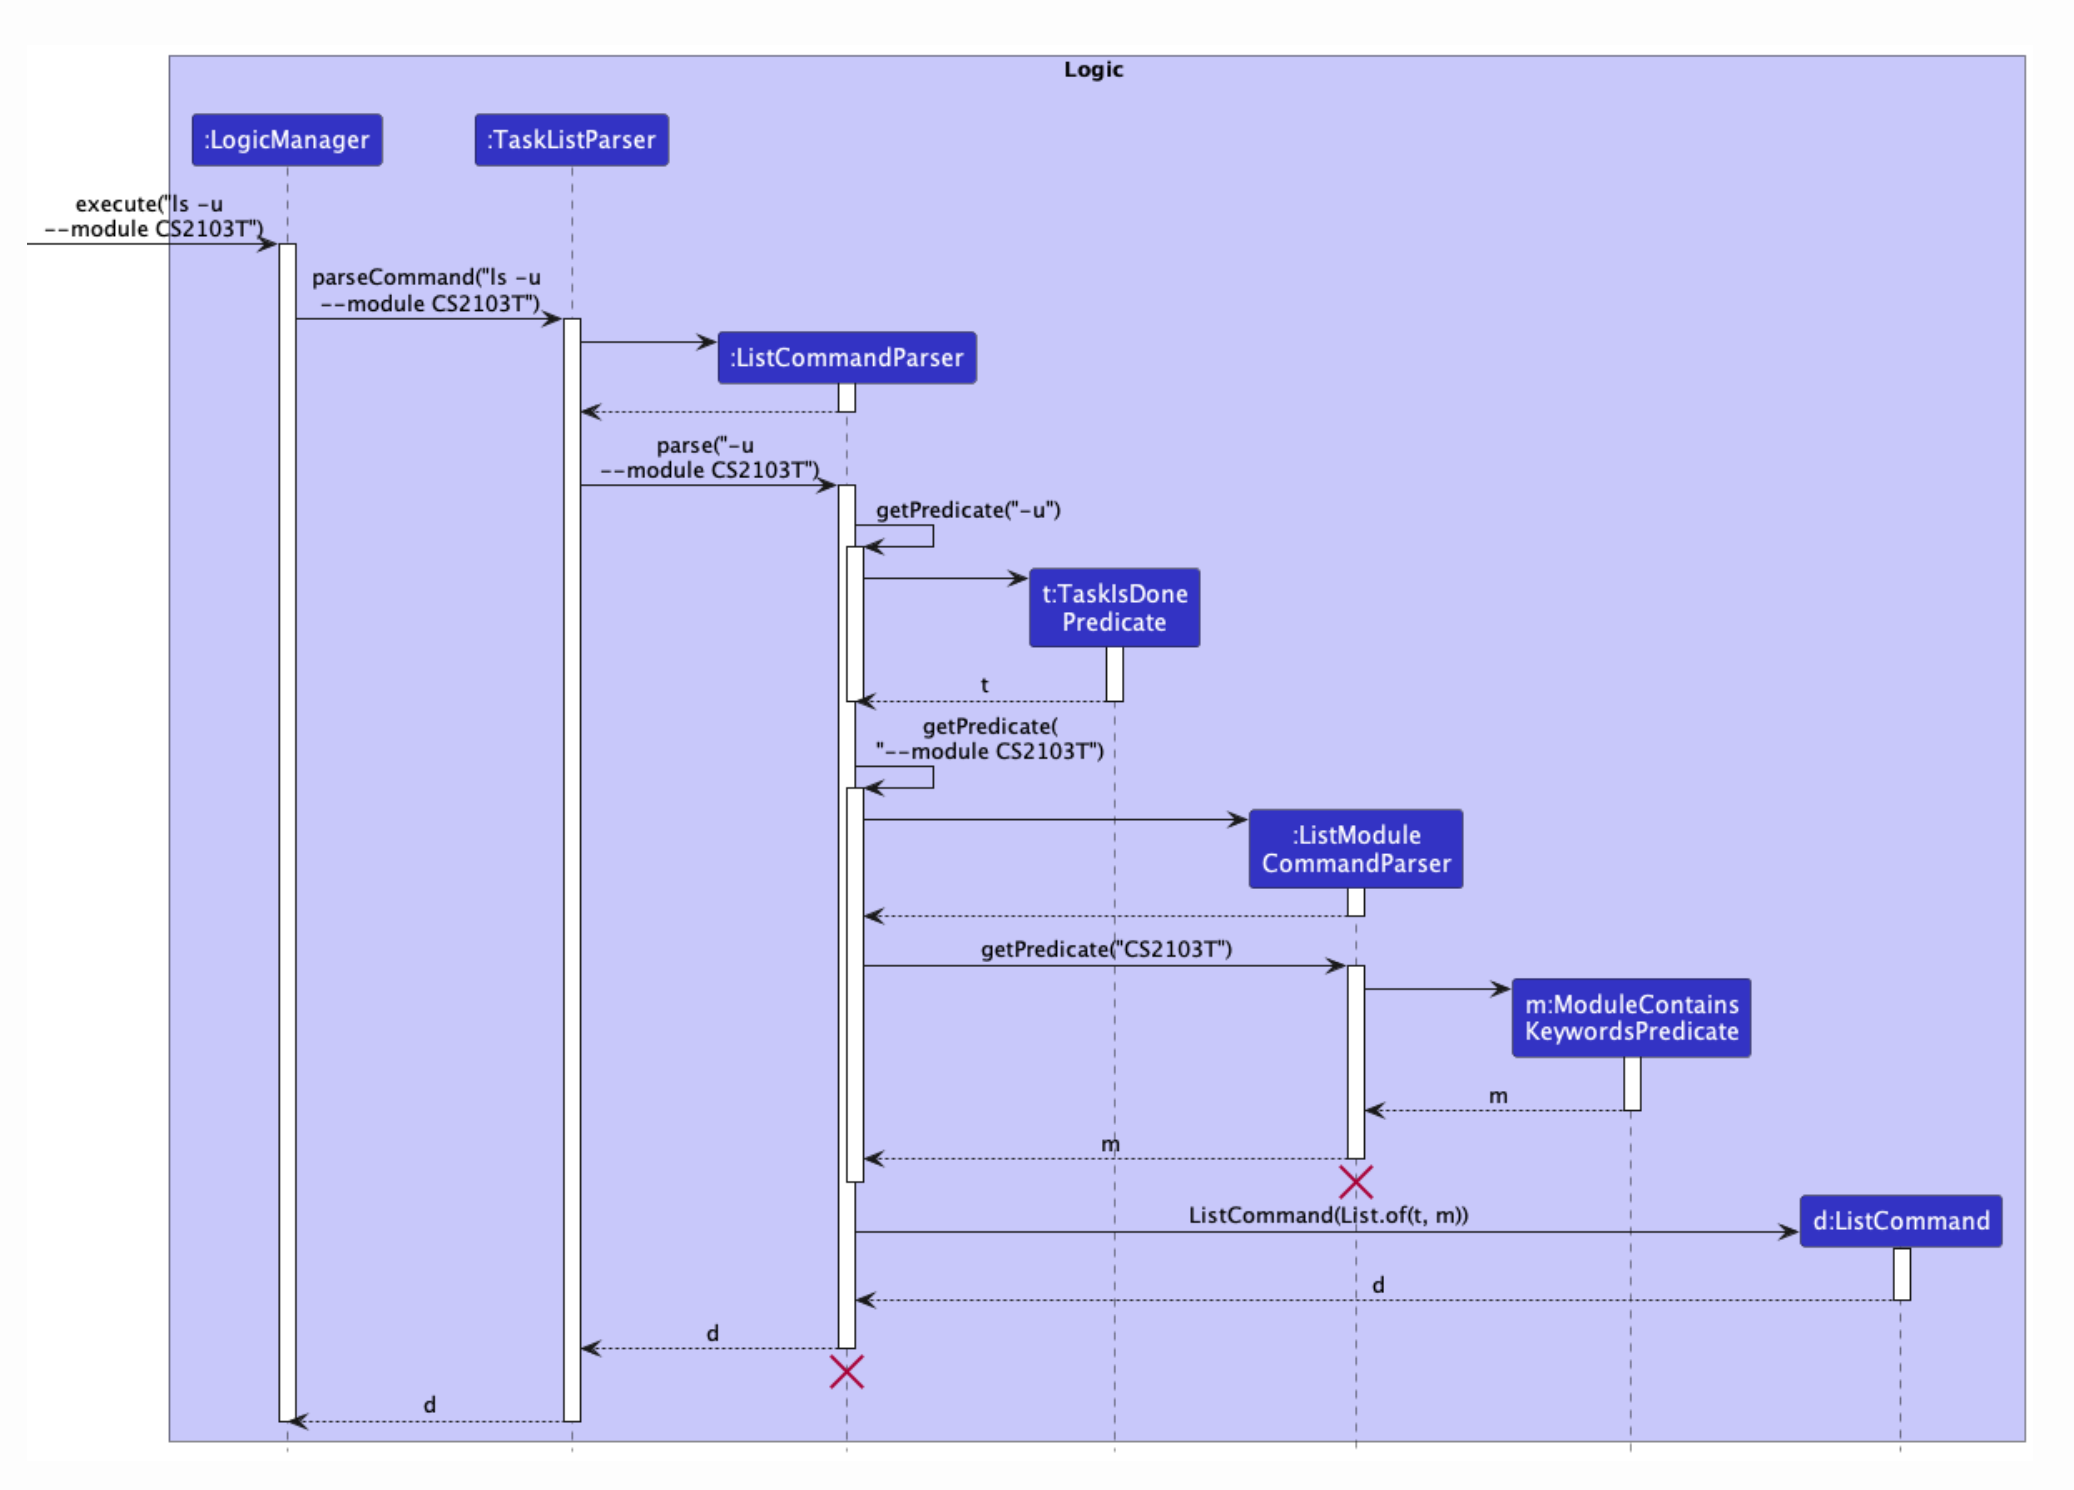 Logic
:LogicManager
:TaskListParser
execute("ls -u
--module CS2103T")
parseCommand("ls -u
--module CS2103T")
:ListCommandParser
parse("-u
--module CS2103T")
getPredicate("-u")
t:TaskIsDone
Predicate
t
getPredicate(
"--module CS2103T")
:ListModule
CommandParser
getPredicate("CS2103T")
m:ModuleContains
KeywordsPredicate
m
m
ListCommand(List.of(t, m))
d:ListCommand
d
d
d